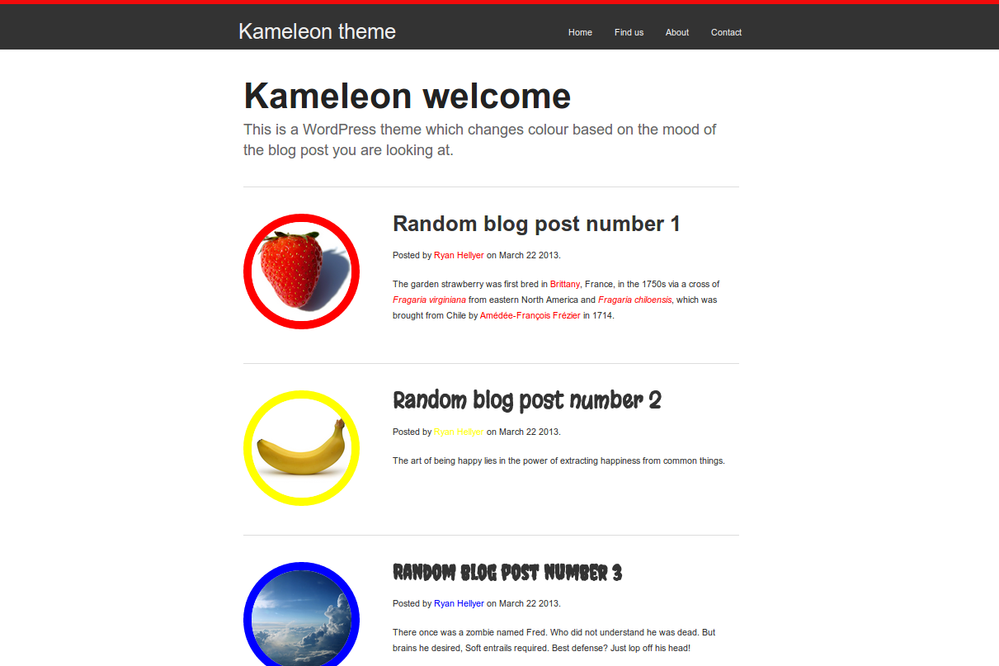 Kameleon theme
Home Find us About Contact
Kameleon welcome
This is a WordPress theme which changes colour based on the mood of
the blog post you are looking at.
Random blog post number 1
Posted by Ryan Hellyer on March 22 2013.
The garden strawberry was first bred in Brittany, France, in the 1750s via a cross of
Fragaria virginiana from eastern North America and Fragaria chiloensis, which was
brought from Chile by Amédée-François Frézier in 1714.
Random blog post number 2
Posted by Ryan Hellyer on March 22 2013.
The art of being happy lies in the power of extracting happiness from common things.
RANDOM BLOG POST NUMBER 3
Posted by Ryan Hellyer on March 22 2013.
There once was a zombie named Fred. Who did not understand he was dead. But
brains he desired, Soft entrails required. Best defense? Just lop off his head!